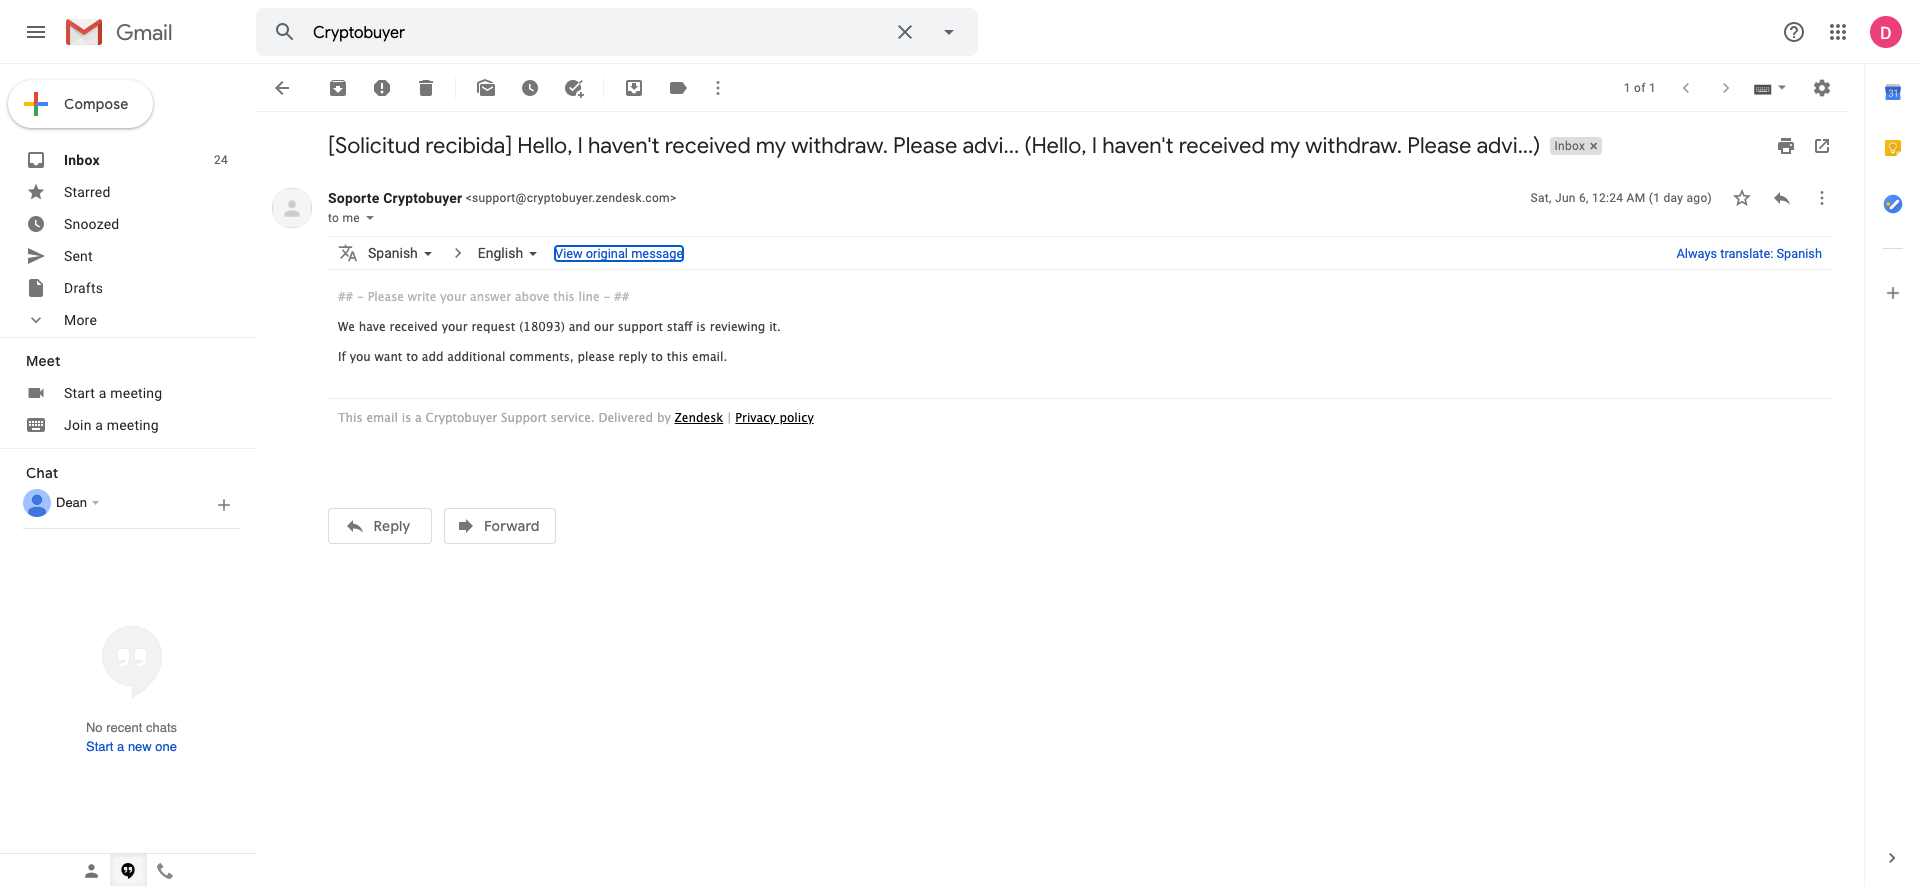 Gmail
Cryptobuyer
D
Compose
1 of 1
31
Inbox 24
Starred
Snoozed
Sent
Drafts
More
Meet
Start a meeting
Join a meeting
Chat
Dean
No recent chats
Start a new one
[Solicitud recibida] Hello, I haven't received my withdraw. Please advi... (Hello, I haven't received my withdraw. Please advi...) Inbox ×
Soporte Cryptobuyer <support@cryptobuyer.zendesk.com> Sat, Jun 6, 12:24 AM (1 day ago)
to me
Spanish > English View original message Always translate: Spanish
## - Please write your answer above this line - ##
We have received your request (18093) and our support staff is reviewing it.
If you want to add additional comments, please reply to this email.
This email is a Cryptobuyer Support service. Delivered by Zendesk | Privacy policy
Reply Forward